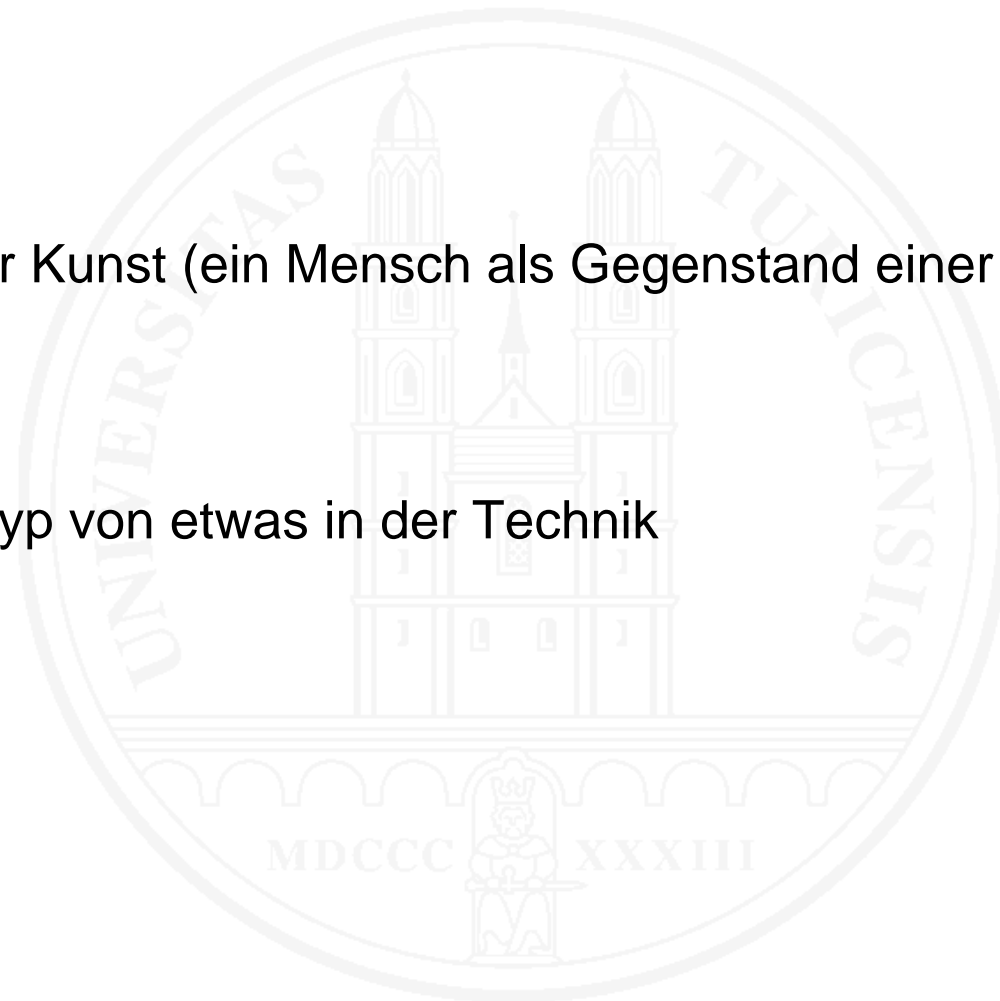 r Kunst (ein Mensch als Gegenstand einer
yp von etwas in der Technik
UNIVERSITAS TURICENSIS
MDCCC XXXIII